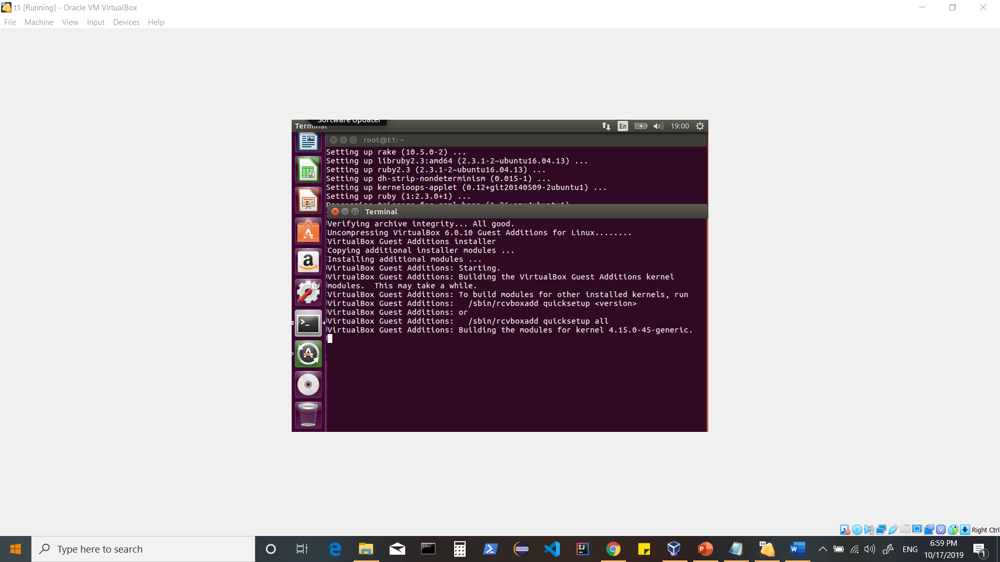 t1 [Running] - Oracle VM VirtualBox
File Machine View Input Devices Help
Software Updater
Terminal
En 19:00
root@t1: ~
Setting up rake (10.5.0-2) ...
Setting up libruby2.3:amd64 (2.3.1-2~ubuntu16.04.13) ...
Setting up ruby2.3 (2.3.1-2~ubuntu16.04.13) ...
Setting up dh-strip-nondeterminism (0.015-1) ...
Setting up kerneloops-applet (0.12+git20140509-2ubuntu1) ...
Setting up ruby (1:2.3.0+1) ...
Terminal
Verifying archive integrity... All good.
Uncompressing VirtualBox 6.0.10 Guest Additions for Linux........
VirtualBox Guest Additions installer
Copying additional installer modules ...
Installing additional modules ...
VirtualBox Guest Additions: Starting.
VirtualBox Guest Additions: Building the VirtualBox Guest Additions kernel
modules.  This may take a while.
VirtualBox Guest Additions: To build modules for other installed kernels, run
VirtualBox Guest Additions:   /sbin/rcvboxadd quicksetup <version>
VirtualBox Guest Additions: or
VirtualBox Guest Additions:   /sbin/rcvboxadd quicksetup all
VirtualBox Guest Additions: Building the modules for kernel 4.15.0-45-generic.
Right Ctrl
Type here to search
ENG
6:59 PM
10/17/2019
1